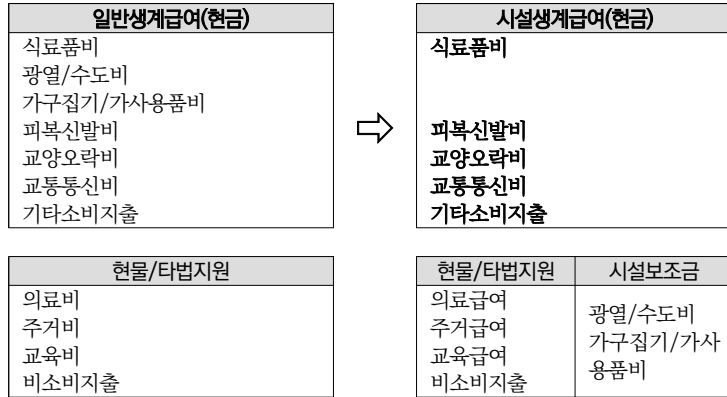 일반생계급여(현금)
식료품비
광열/수도비
가구집기/가사용품비
피복신발비
교양오락비
교통통신비
기타소비지출
시설생계급여(현금)
식료품비
피복신발비
교양오락비
교통통신비
기타소비지출
현물/타법지원
의료비
주거비
교육비
비소비지출
현물/타법지원
의료급여
주거급여
교육급여
비소비지출
시설보조금
광열/수도비
가구집기/가사
용품비